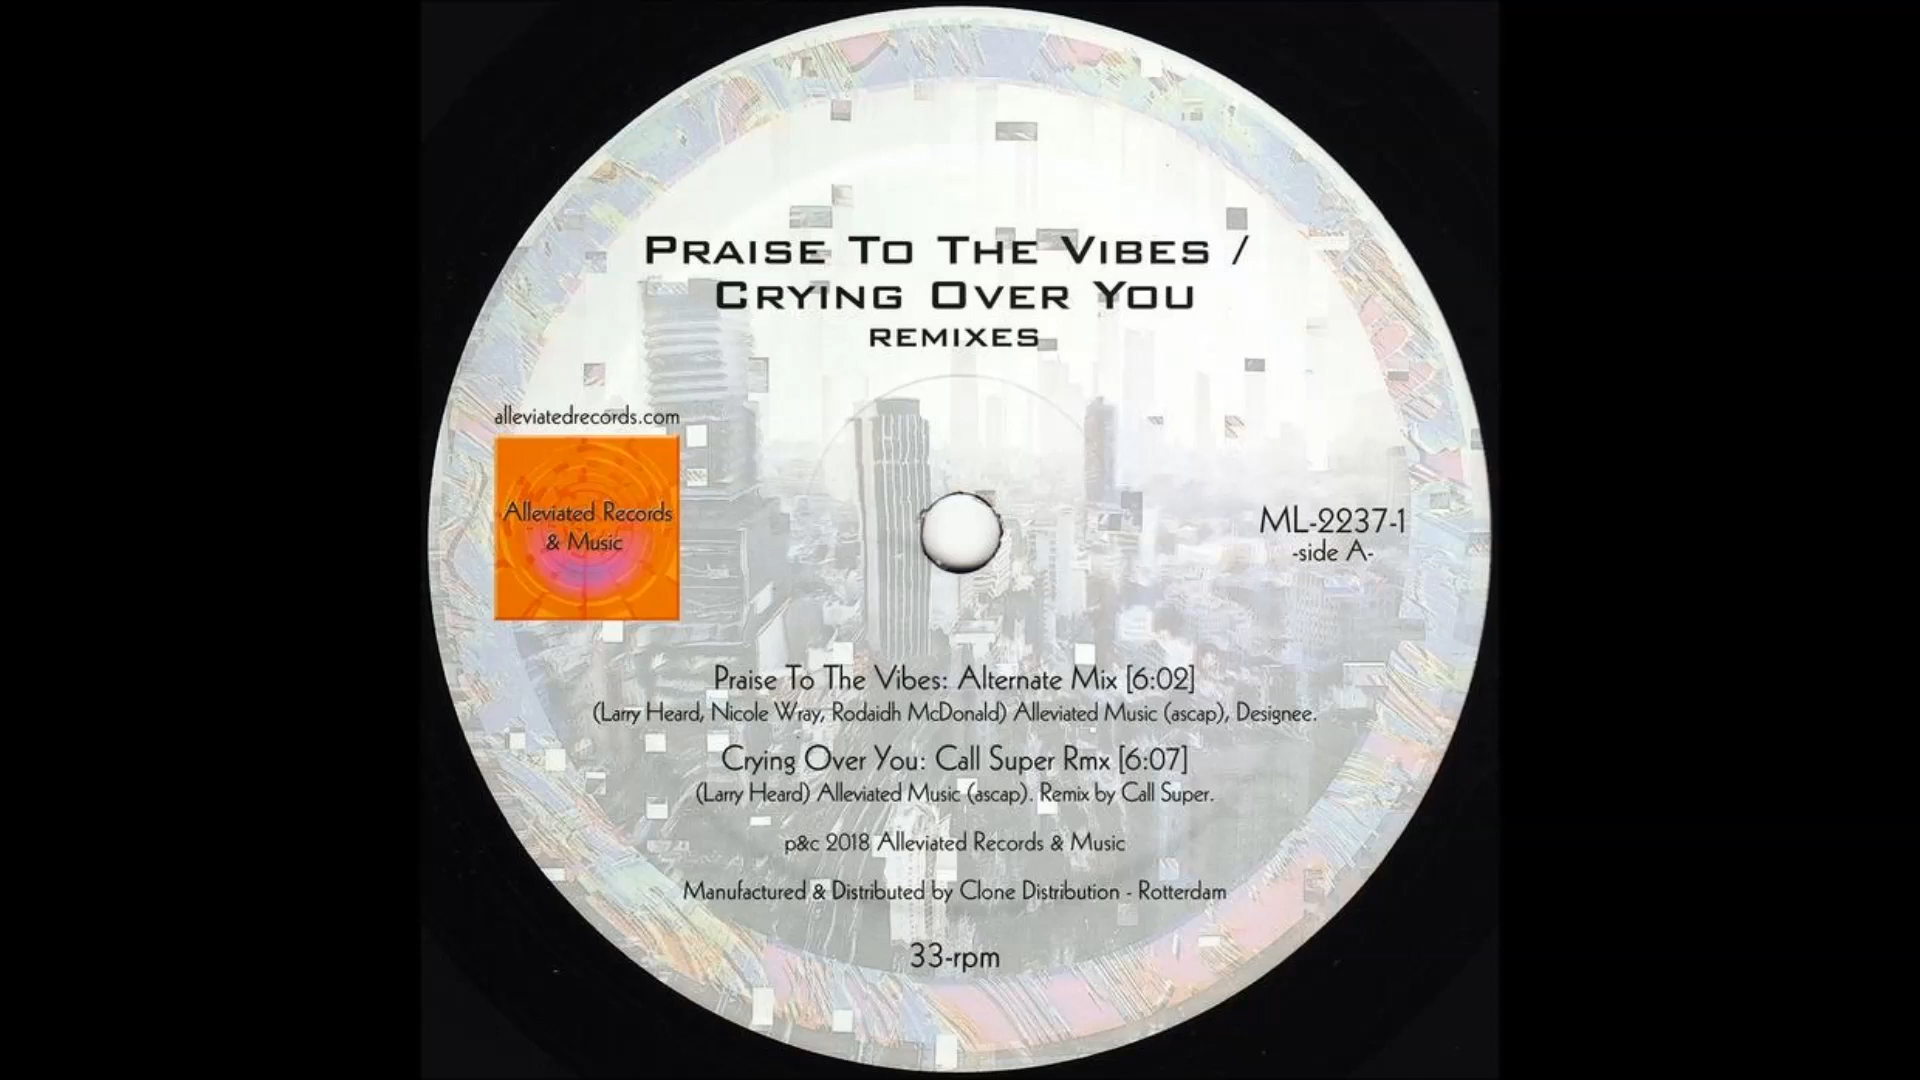 PRAISE TO THE VIBES /
CRYING OVER YOU
REMIXES
alleviatedrecords.com
Alleviated Records
& Music
ML-2237-1
-side A-
Praise To The Vibes: Alternate Mix [6:02]
(Larry Heard, Nicole Wray, Rodaidh McDonald) Alleviated Music (ascap), Designee.
Crying Over You: Call Super Rmx [6:07]
(Larry Heard) Alleviated Music (ascap). Remix by Call Super.
p&c 2018 Alleviated Records & Music
Manufactured & Distributed by Clone Distribution - Rotterdam
33-rpm